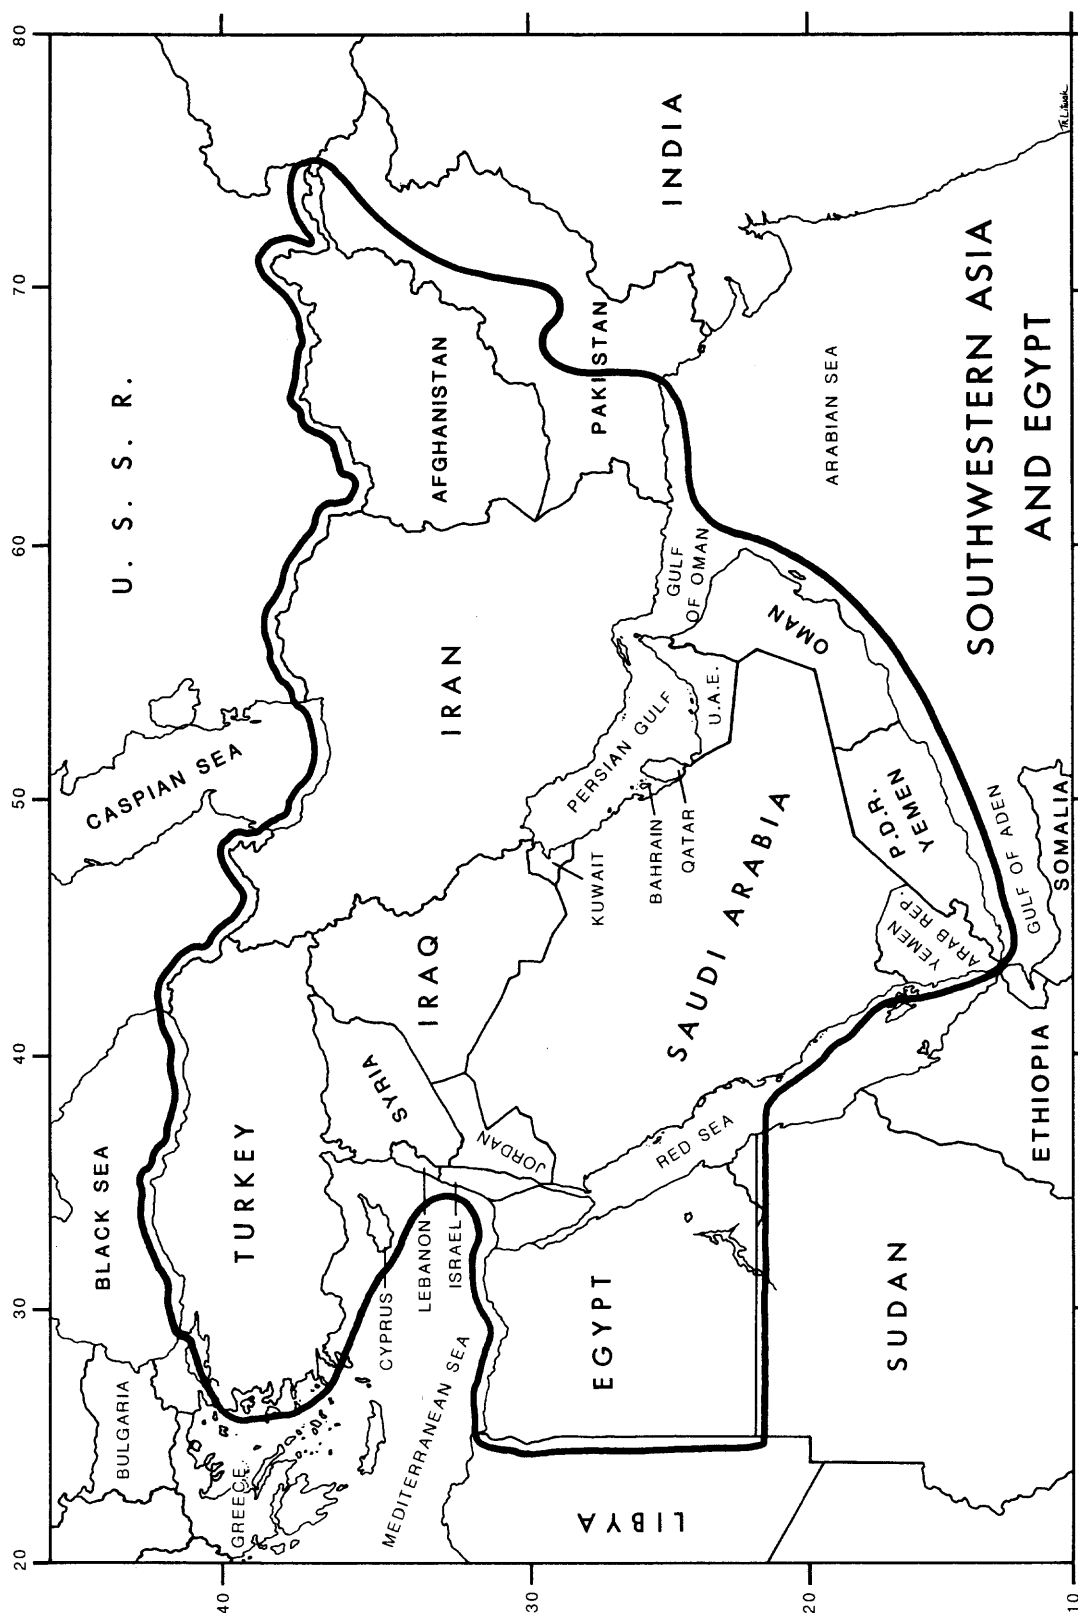 80
70
60
50
40
30
20
40
30
20
10
U. S. S. R.
CASPIAN SEA
BLACK SEA
BULGARIA
GREECE
TURKEY
CYPRUS
LEBANON
ISRAEL
MEDITERRANEAN SEA
SYRIA
JORDAN
IRAQ
IRAN
AFGHANISTAN
PAKISTAN
INDIA
KUWAIT
BAHRAIN
QATAR
PERSIAN GULF
U.A.E.
GULF
OF OMAN
OMAN
ARABIAN SEA
SAUDI ARABIA
RED SEA
P.D.R.
YEMEN
YEMEN
ARAB REP.
GULF OF ADEN
SOMALIA
ETHIOPIA
EGYPT
LIBYA
SUDAN
SOUTHWESTERN ASIA
AND EGYPT